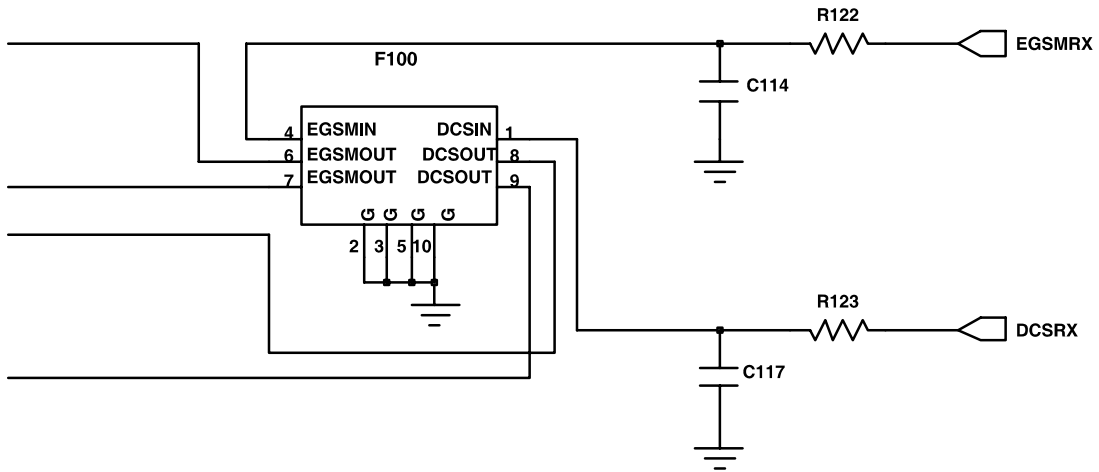 R122
EGSMRX
F100
C114
4 EGSMIN DCSIN 1
6 EGSMOUT DCSOUT 8
7 EGSMOUT DCSOUT 9
G G G G
2 3 5 10
R123
DCSRX
C117